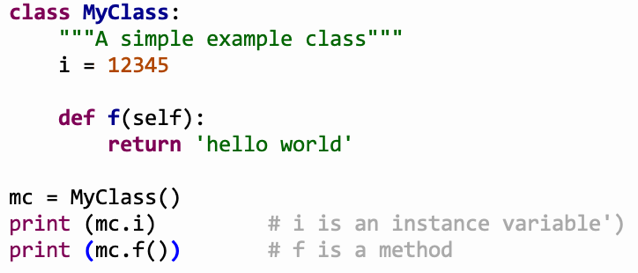 class MyClass:
    """A simple example class"""
    i = 12345

    def f(self):
        return 'hello world'

mc = MyClass()
print (mc.i)         # i is an instance variable')
print (mc.f())       # f is a method